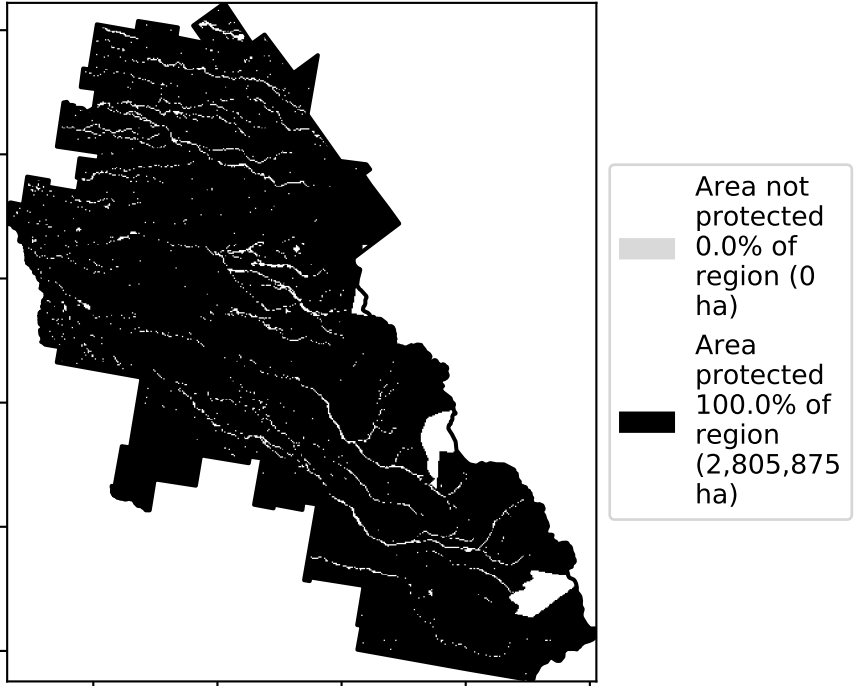 Area not
protected
0.0% of
region (0
ha)
Area
protected
100.0% of
region
(2,805,875
ha)